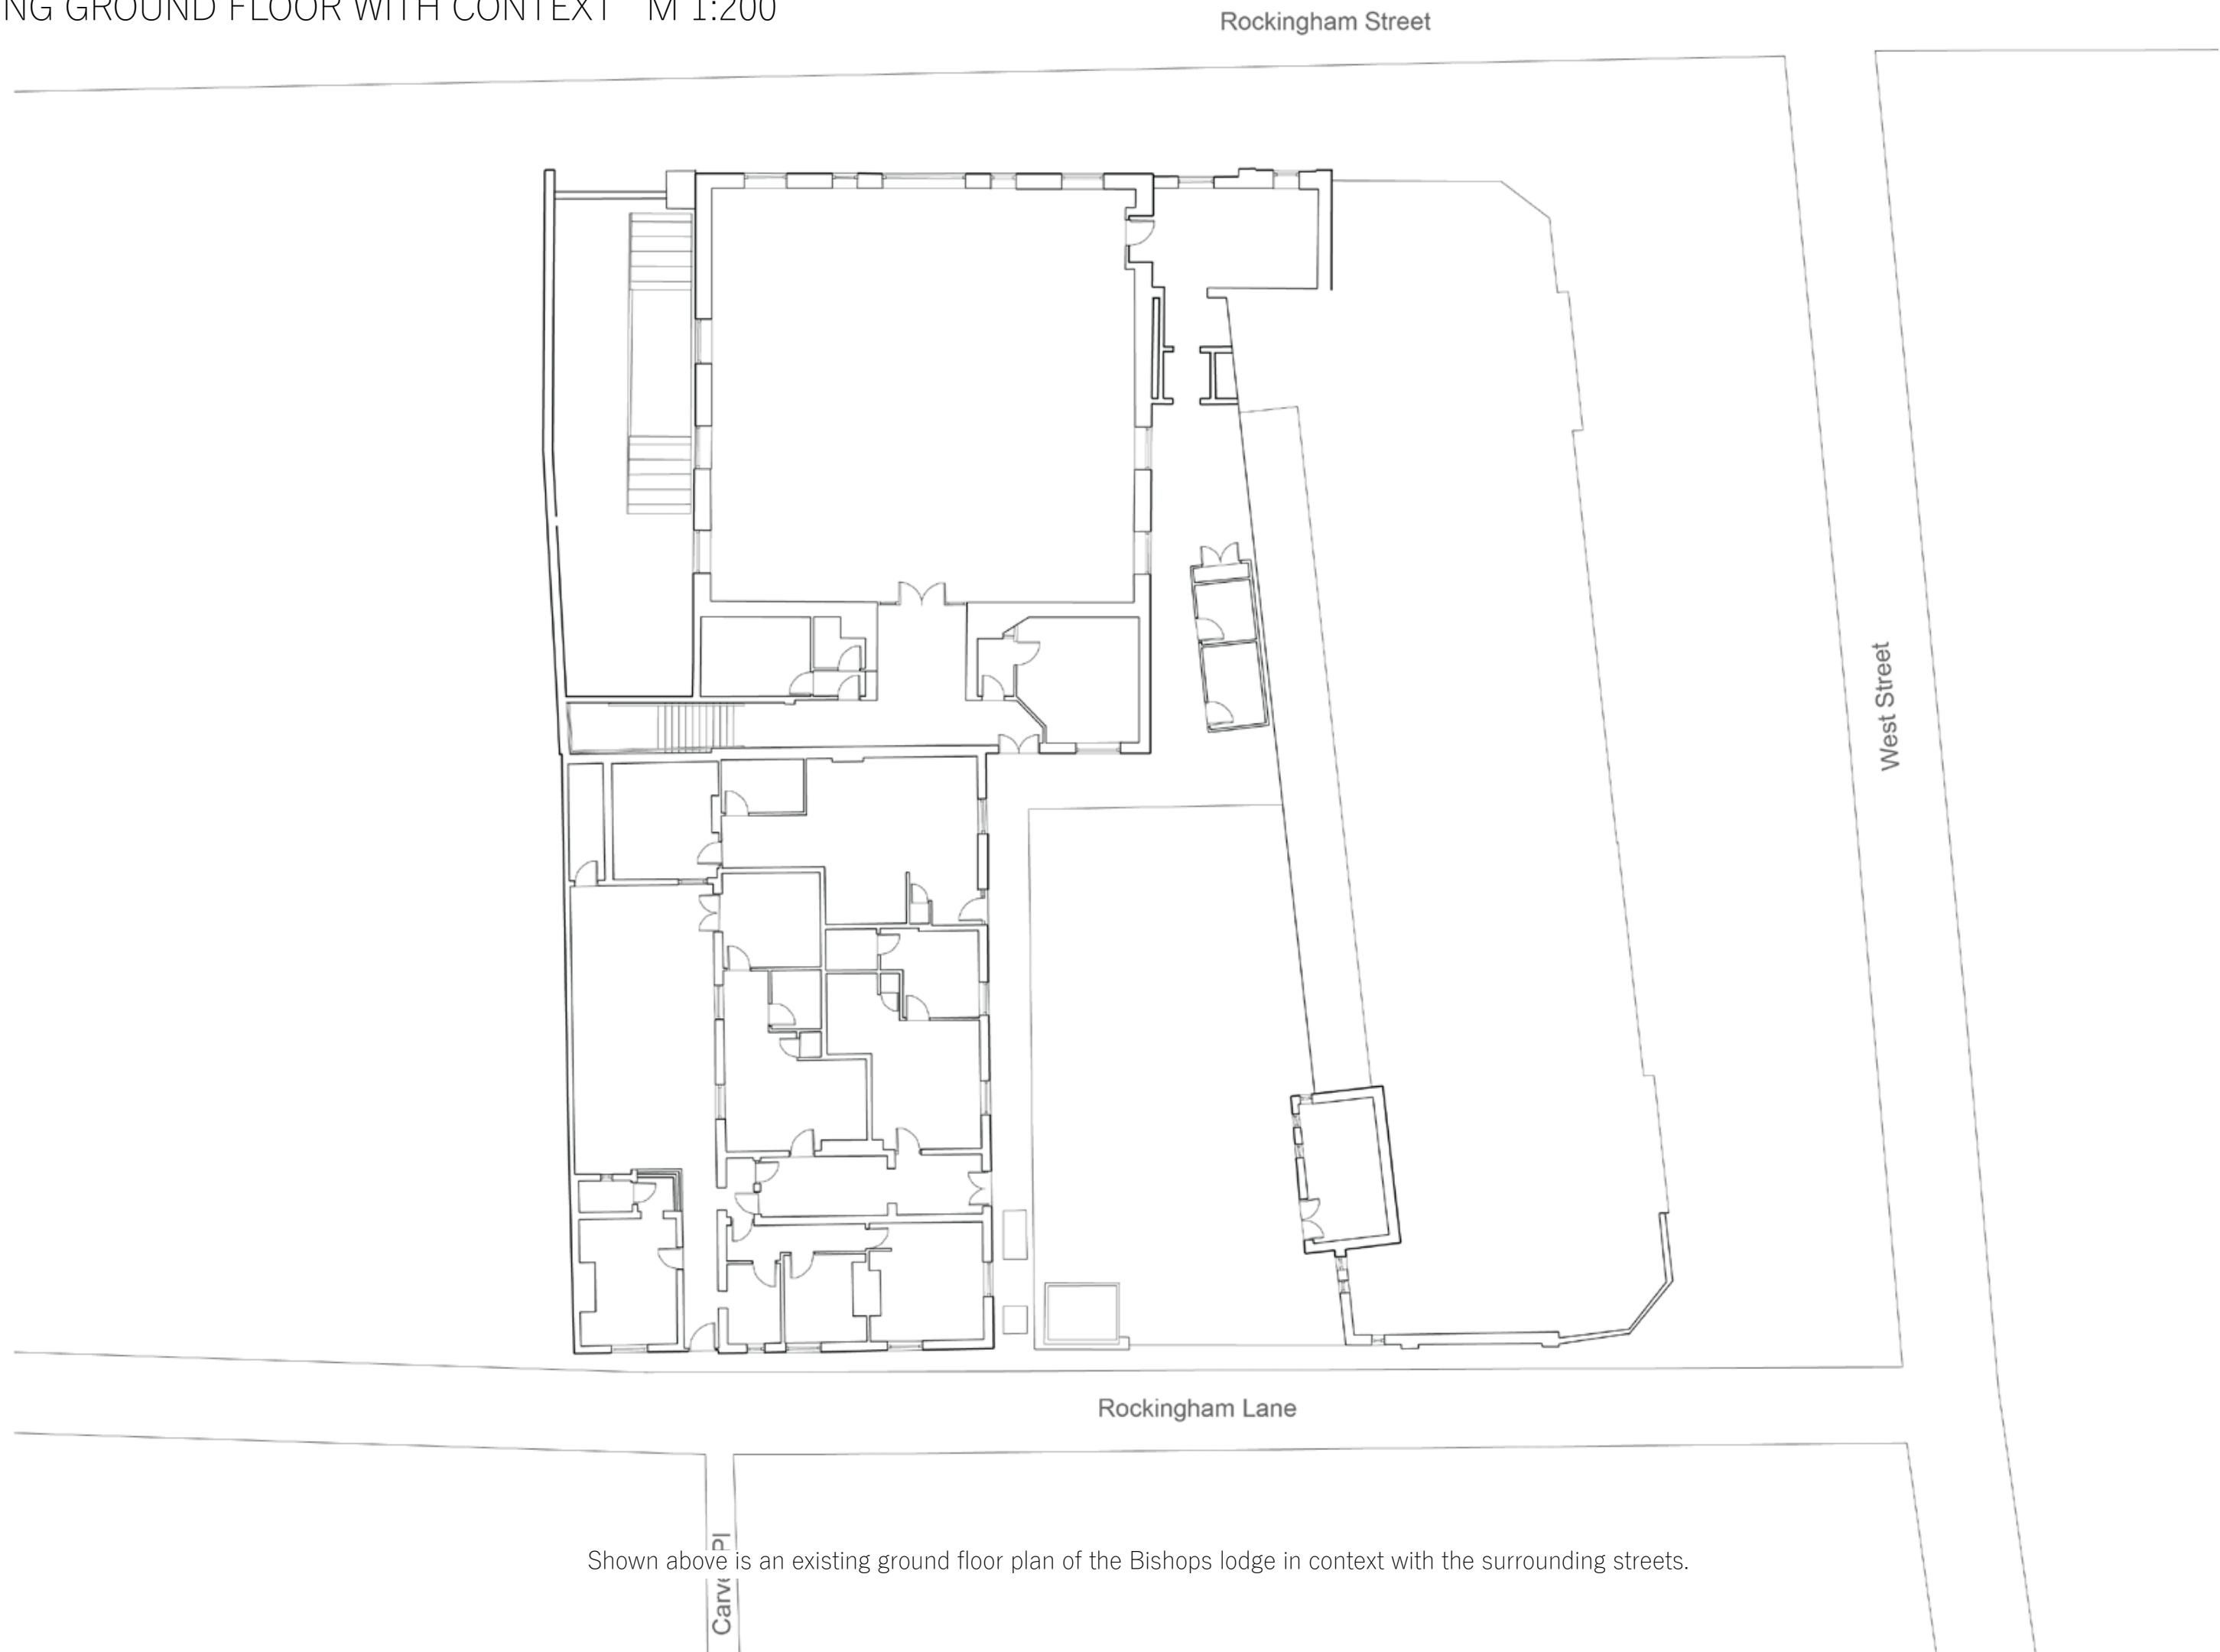 NG GROUND FLOOR WITH CONTEXT M 1:200
Rockingham Street
West Street
Rockingham Lane
Shown above is an existing ground floor plan of the Bishops lodge in context with the surrounding streets.